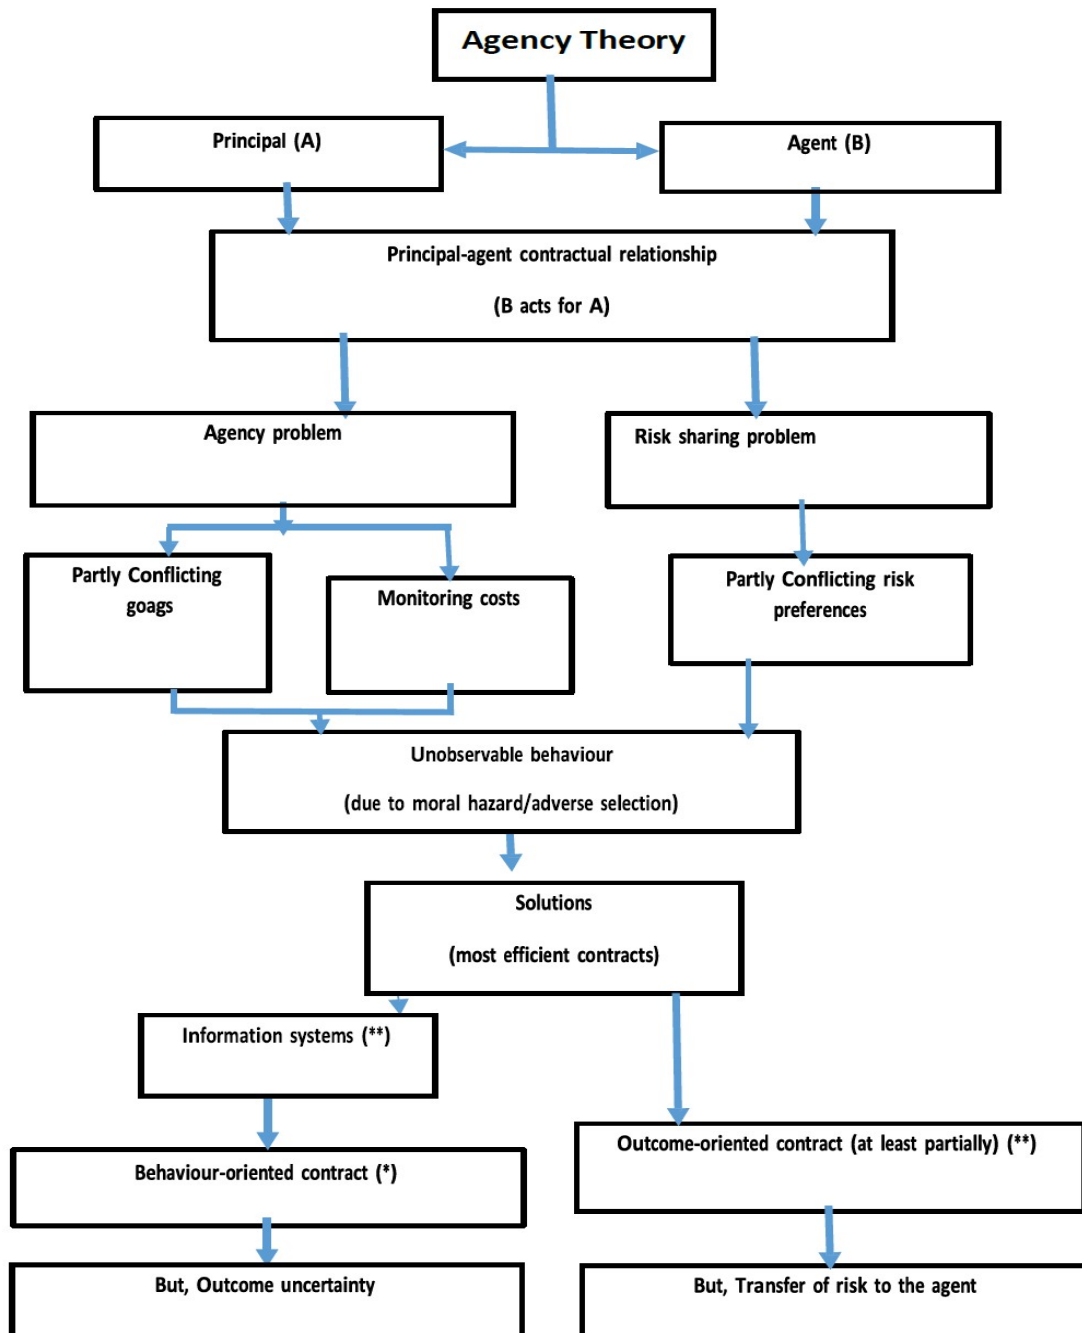 Agency Theory
Principal (A)
Agent (B)
Principal-agent contractual relationship
(B acts for A)
Agency problem
Risk sharing problem
Partly Conflicting
goags
Monitoring costs
Partly Conflicting risk
preferences
Unobservable behaviour
(due to moral hazard/adverse selection)
Solutions
(most efficient contracts)
Information systems (**)
Outcome-oriented contract (at least partially) (**)
Behaviour-oriented contract (*)
But, Outcome uncertainty
But, Transfer of risk to the agent